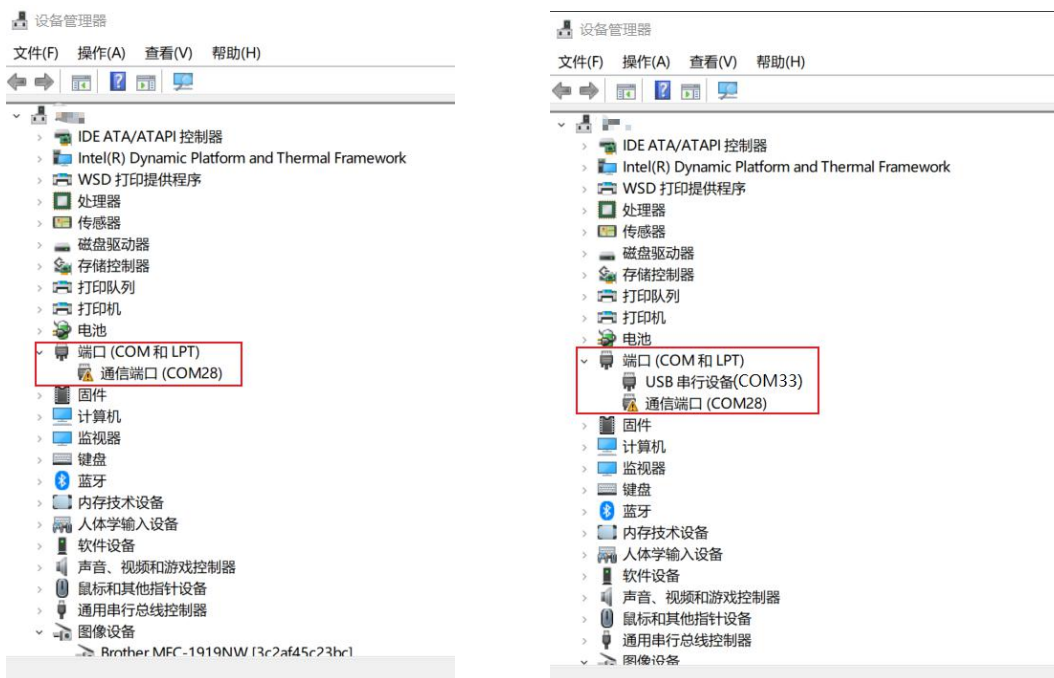 设备管理器
文件(F) 操作(A) 查看(V) 帮助(H)
IDE ATA/ATAPI 控制器
Intel(R) Dynamic Platform and Thermal Framework
WSD 打印提供程序
处理器
传感器
磁盘驱动器
存储控制器
打印队列
打印机
电池
端口 (COM 和 LPT)
通信端口 (COM28)
固件
计算机
监视器
键盘
蓝牙
内存技术设备
人体学输入设备
软件设备
声音、视频和游戏控制器
鼠标和其他指针设备
通用串行总线控制器
图像设备
Brother MFC-1919NW [3c2af45c23bc]
设备管理器
文件(F) 操作(A) 查看(V) 帮助(H)
IDE ATA/ATAPI 控制器
Intel(R) Dynamic Platform and Thermal Framework
WSD 打印提供程序
处理器
传感器
磁盘驱动器
存储控制器
打印队列
打印机
电池
端口 (COM 和 LPT)
USB 串行设备(COM33)
通信端口 (COM28)
固件
计算机
监视器
键盘
蓝牙
内存技术设备
人体学输入设备
软件设备
声音、视频和游戏控制器
鼠标和其他指针设备
通用串行总线控制器
图像设备